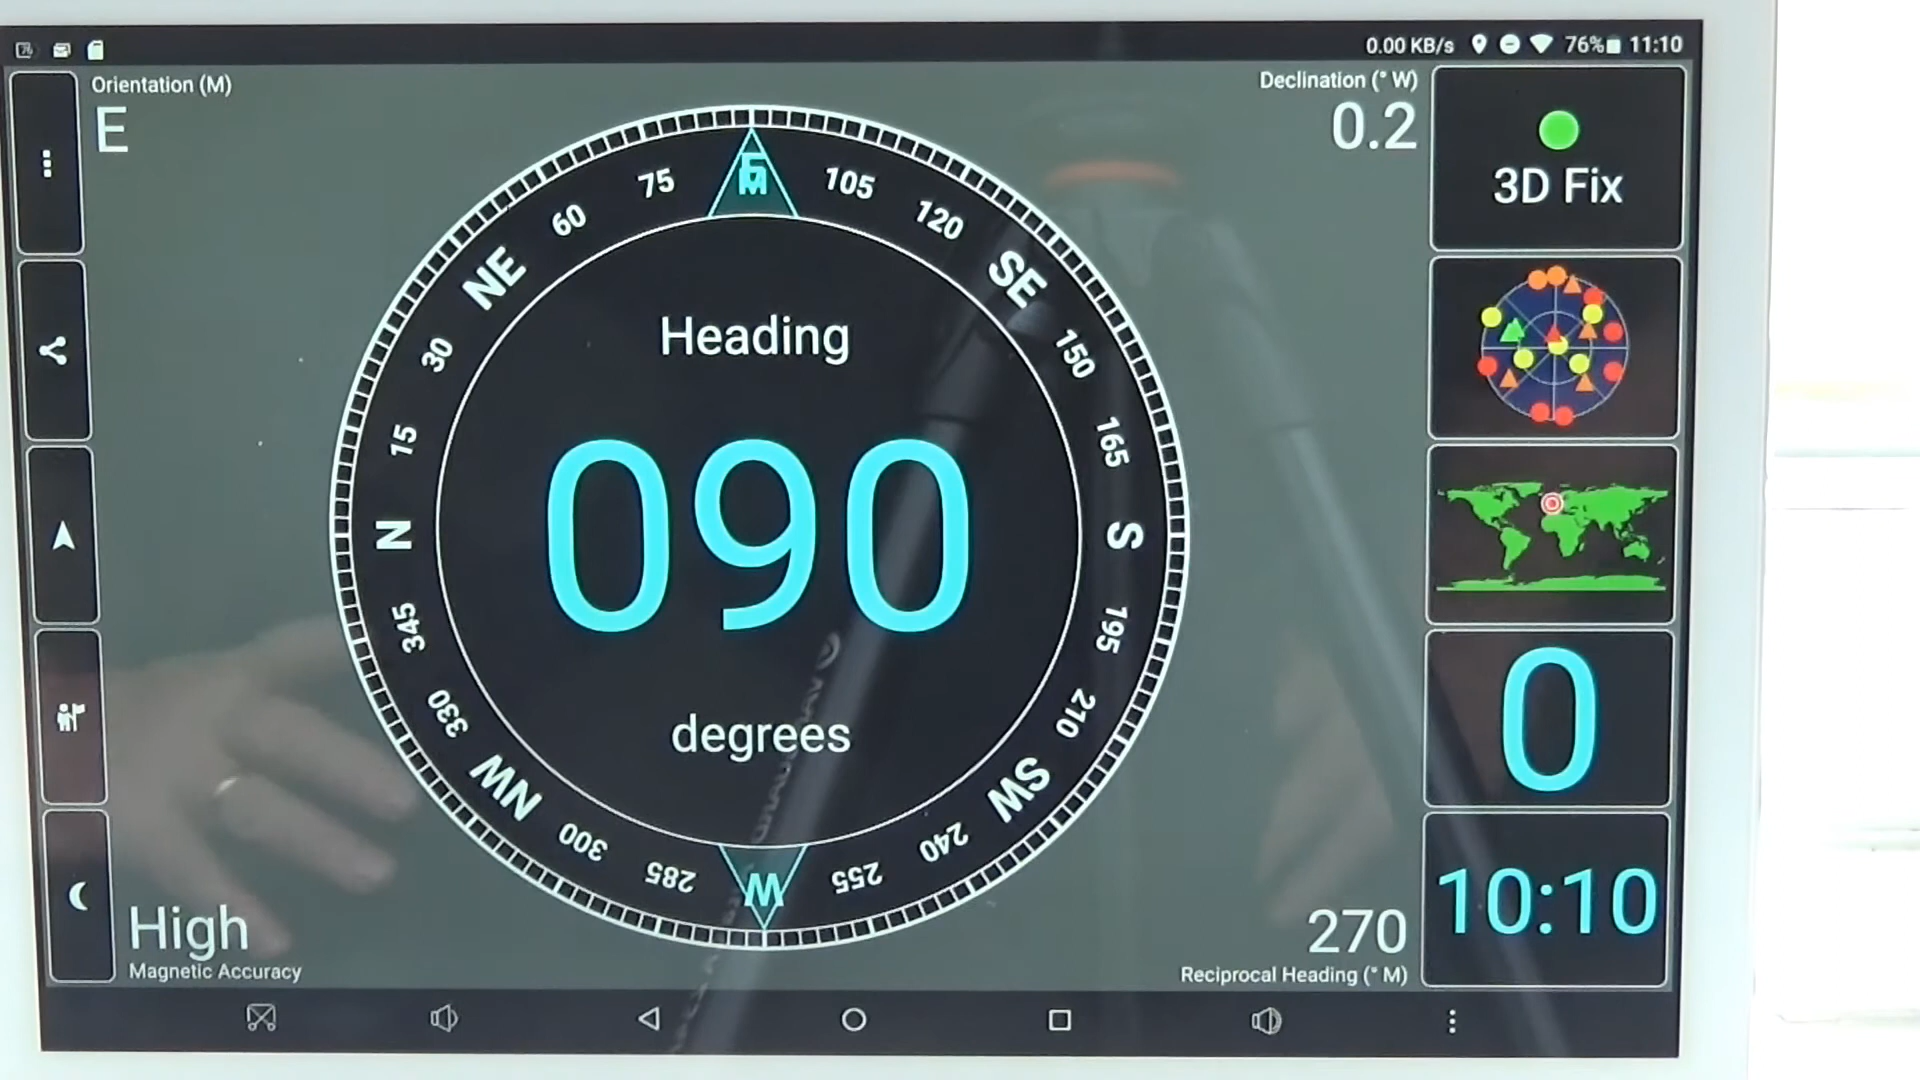 0.00 KB/s 76% 11:10
Orientation (M)
E
Declination (° W)
0.2
3D Fix
75
105
60
120
NE
SE
30
150
15
165
N
S
345
195
330
210
NW
SW
300
240
285
255
W
M
Heading
090
degrees
0
10:10
High
Magnetic Accuracy
270
Reciprocal Heading (° M)